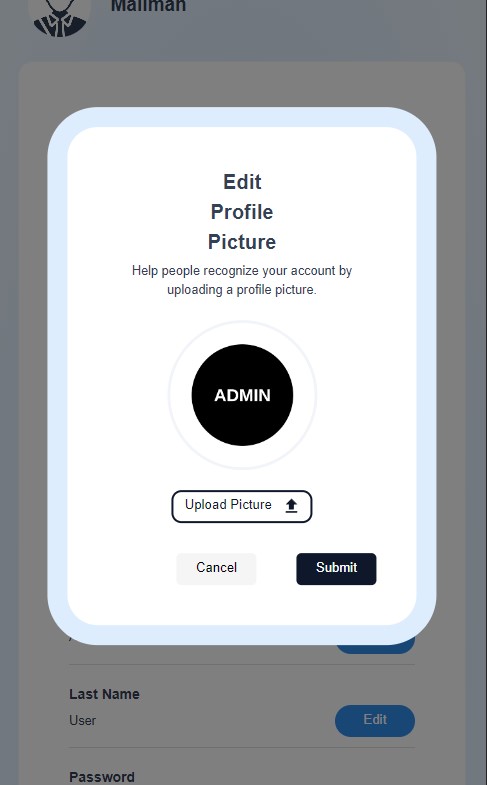 Mailman
Edit
Profile
Picture
Help people recognize your account by
uploading a profile picture.
ADMIN
Upload Picture
Cancel Submit
Last Name
User
Edit
Password